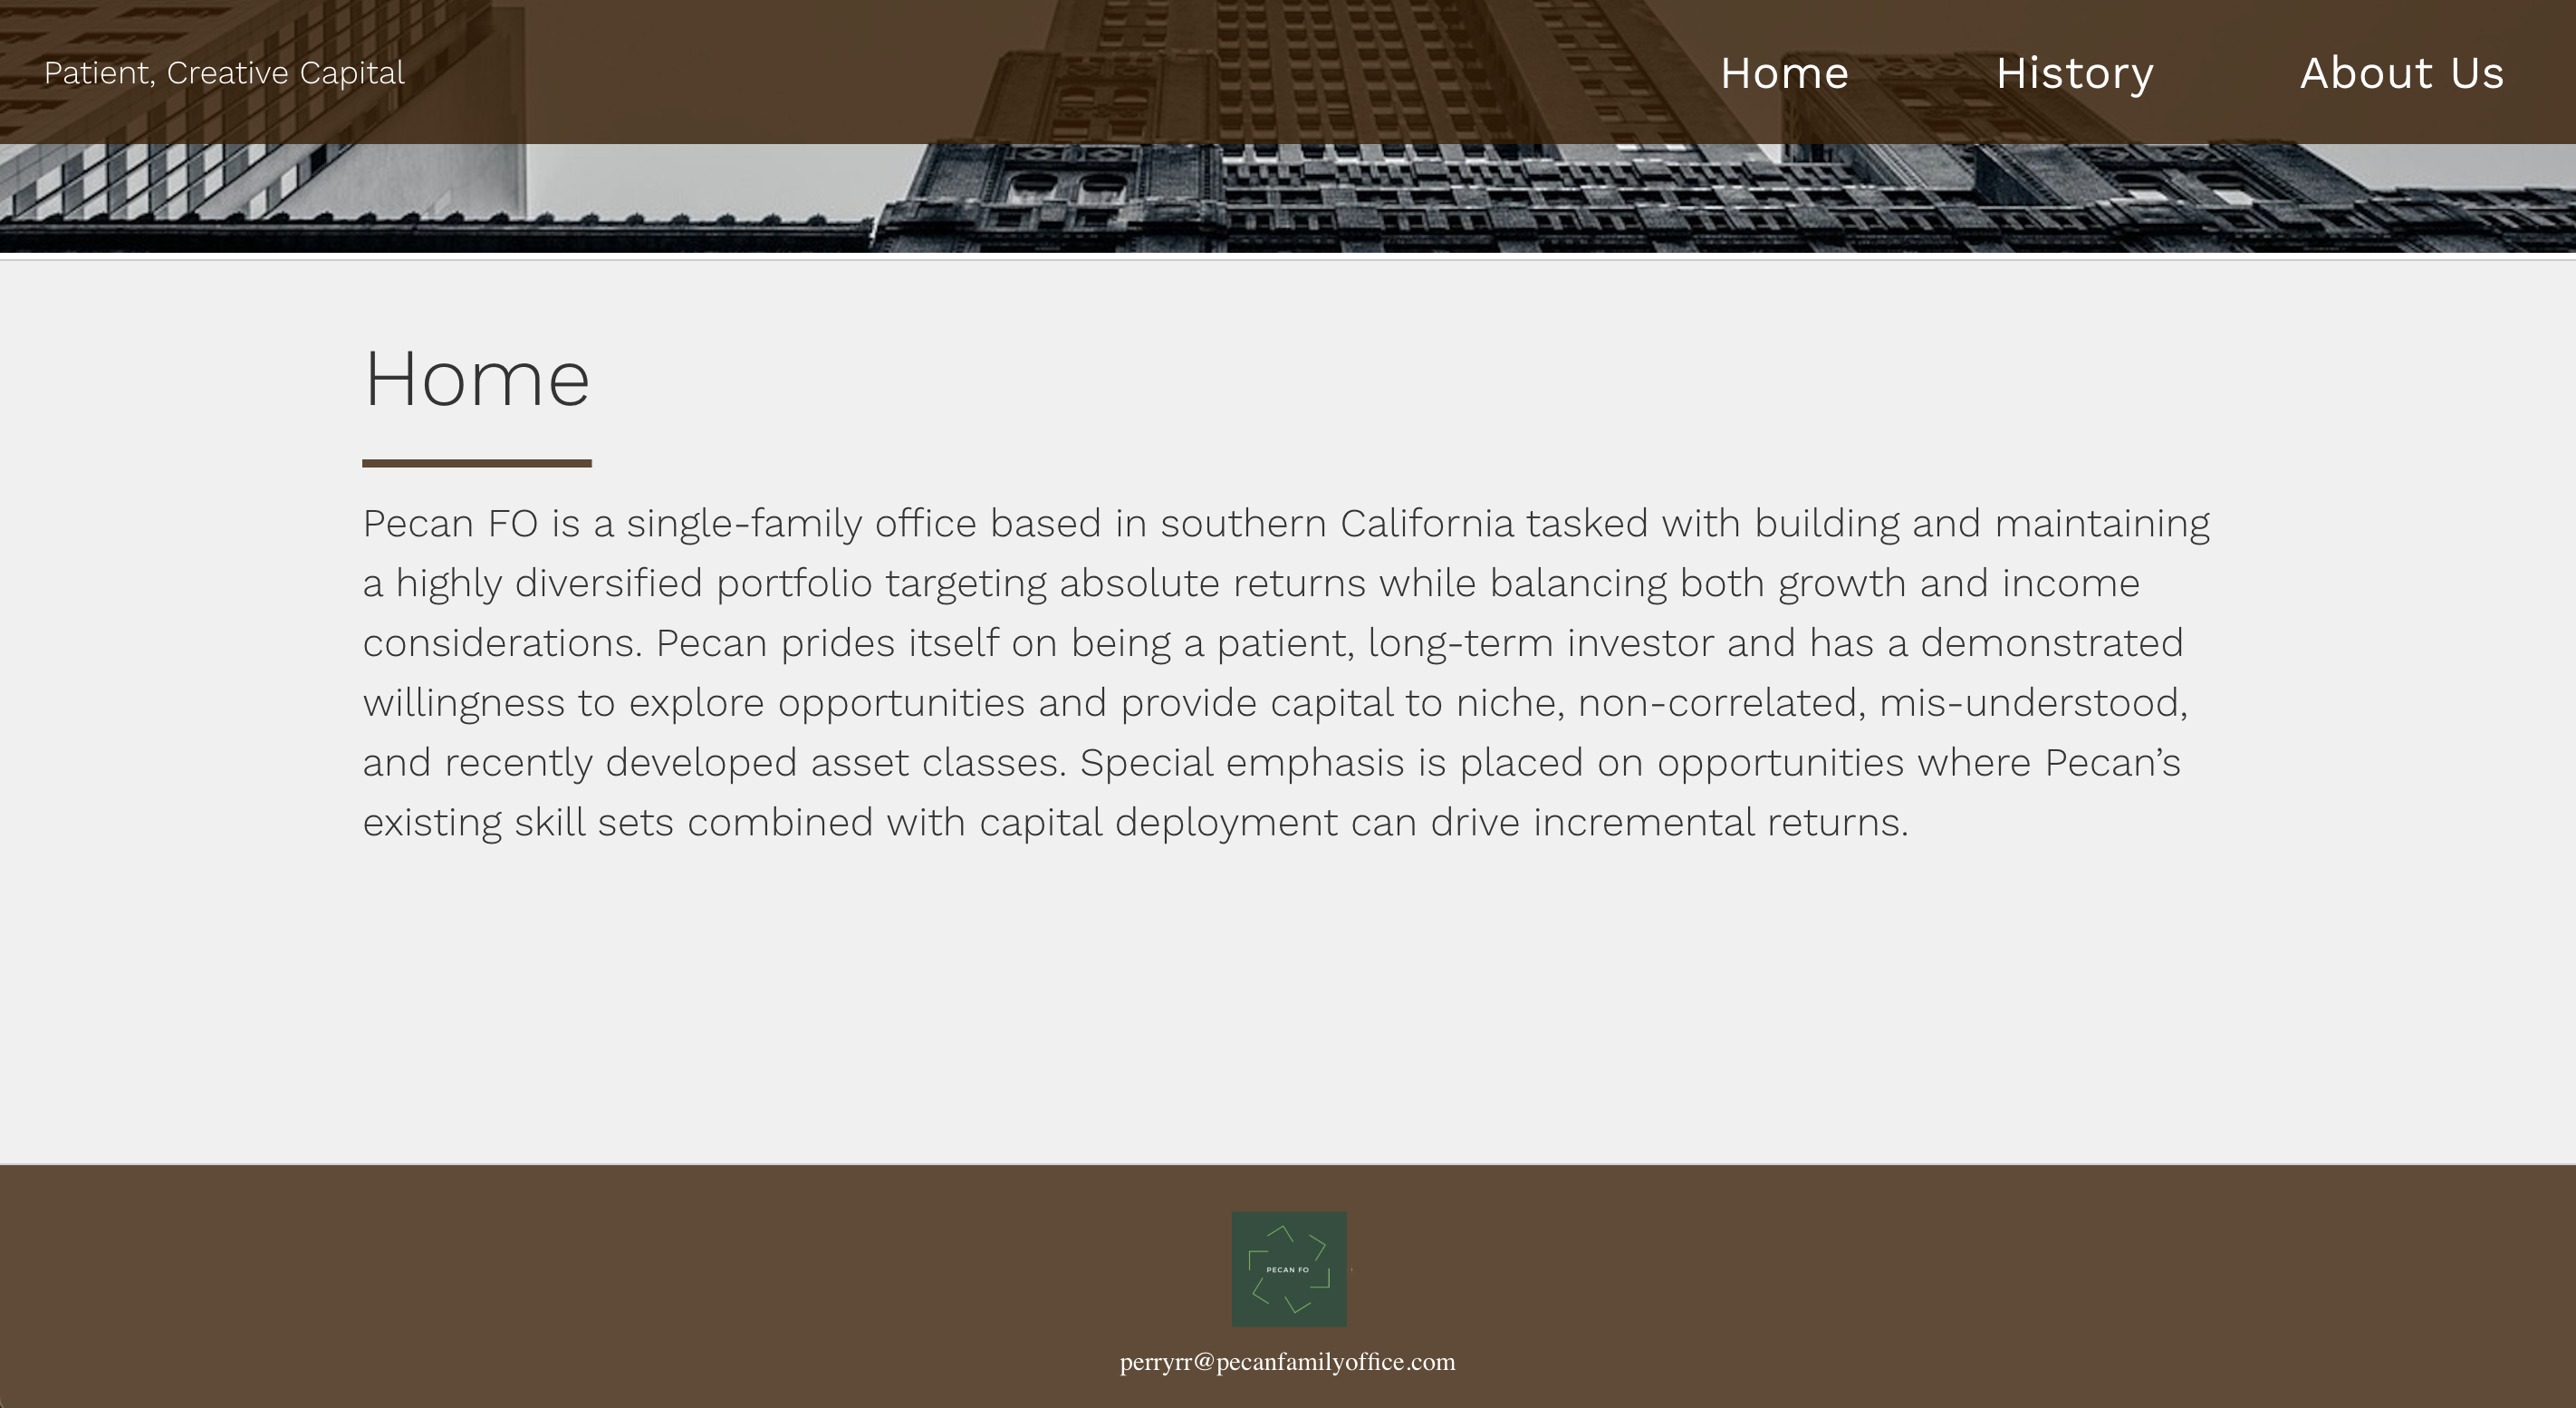 Patient, Creative Capital
Home
History
About Us
Home
Pecan FO is a single-family office based in southern California tasked with building and maintaining
a highly diversified portfolio targeting absolute returns while balancing both growth and income
considerations. Pecan prides itself on being a patient, long-term investor and has a demonstrated
willingness to explore opportunities and provide capital to niche, non-correlated, mis-understood,
and recently developed asset classes. Special emphasis is placed on opportunities where Pecan’s
existing skill sets combined with capital deployment can drive incremental returns.
PECAN FO
perryrr@pecanfamilyoffice.com